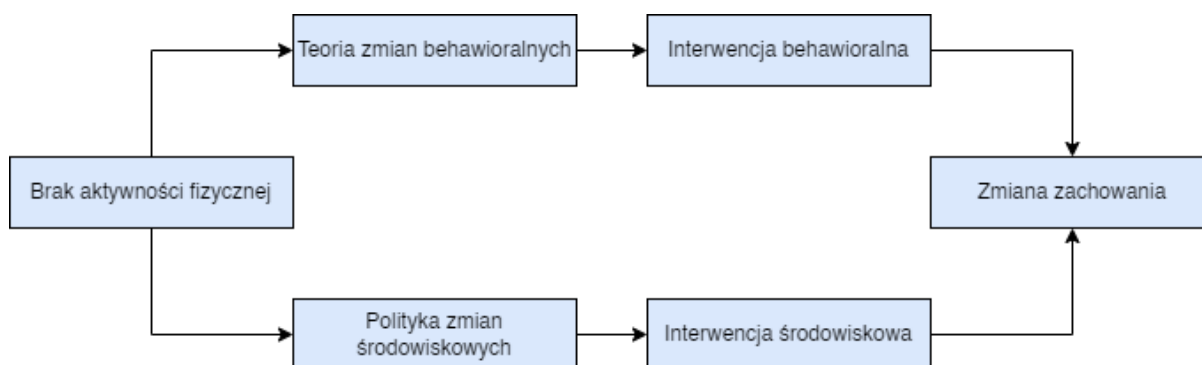 Teoria zmian behawioralnych
Interwencja behawioralna
Brak aktywności fizycznej
Zmiana zachowania
Polityka zmian
środowiskowych
Interwencja środowiskowa